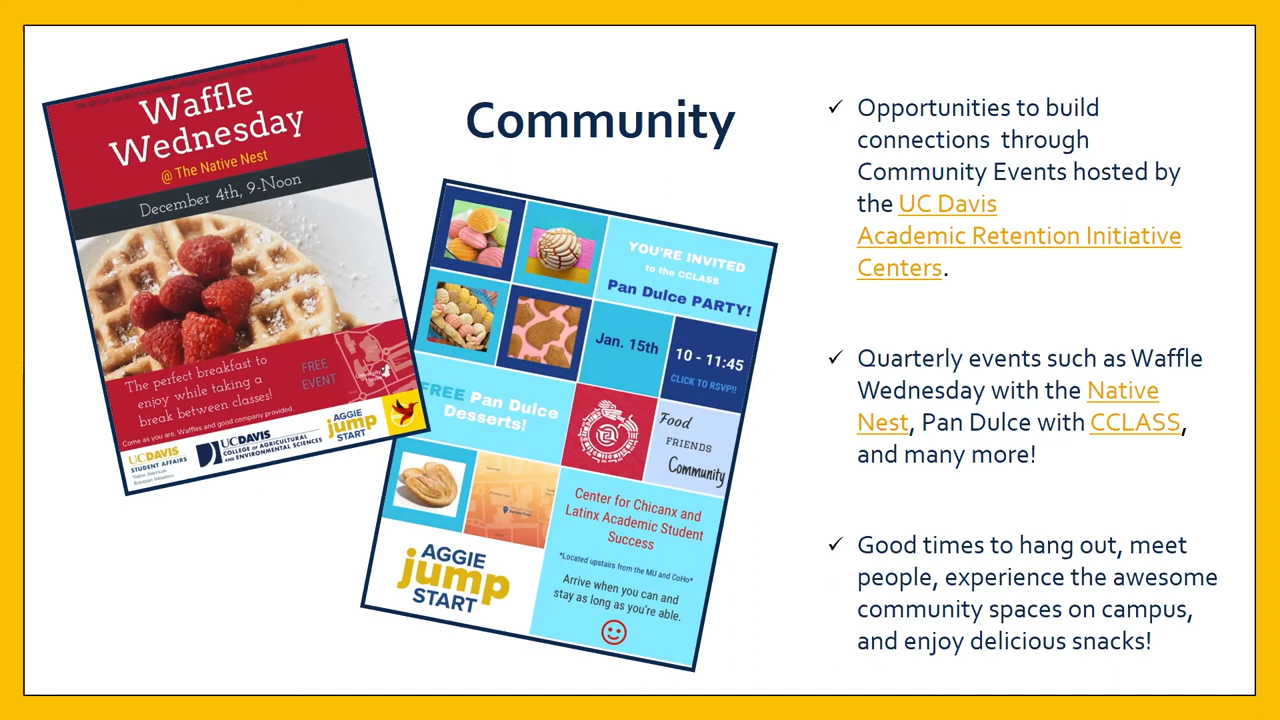 Waffle
Wednesday
@ The Native Nest
December 4th, 9-Noon
The perfect breakfast to
enjoy while taking a
break between classes!
FREE
EVENT
Come as you are. Waffles and good company provided.
UCDAVIS
STUDENT AFFAIRS
Native American
Retention Initiatives
UCDAVIS
COLLEGE OF AGRICULTURAL
AND ENVIRONMENTAL SCIENCES
AGGIE
jump
START
Community
YOU'RE INVITED
to the CCLASS
Pan Dulce PARTY!
Jan. 15th
10 - 11:45
CLICK TO RSVP!!
FREE Pan Dulce
Desserts!
Food
FRIENDS
Community
Center for Chicanx and
Latinx Academic Student
Success
*Located upstairs from the MU and CoHo*
Arrive when you can and
stay as long as you're able.
AGGIE
jump
START
✓ Opportunities to build
connections through
Community Events hosted by
the UC Davis
Academic Retention Initiative
Centers.
✓ Quarterly events such as Waffle
Wednesday with the Native
Nest, Pan Dulce with CCLASS,
and many more!
✓ Good times to hang out, meet
people, experience the awesome
community spaces on campus,
and enjoy delicious snacks!